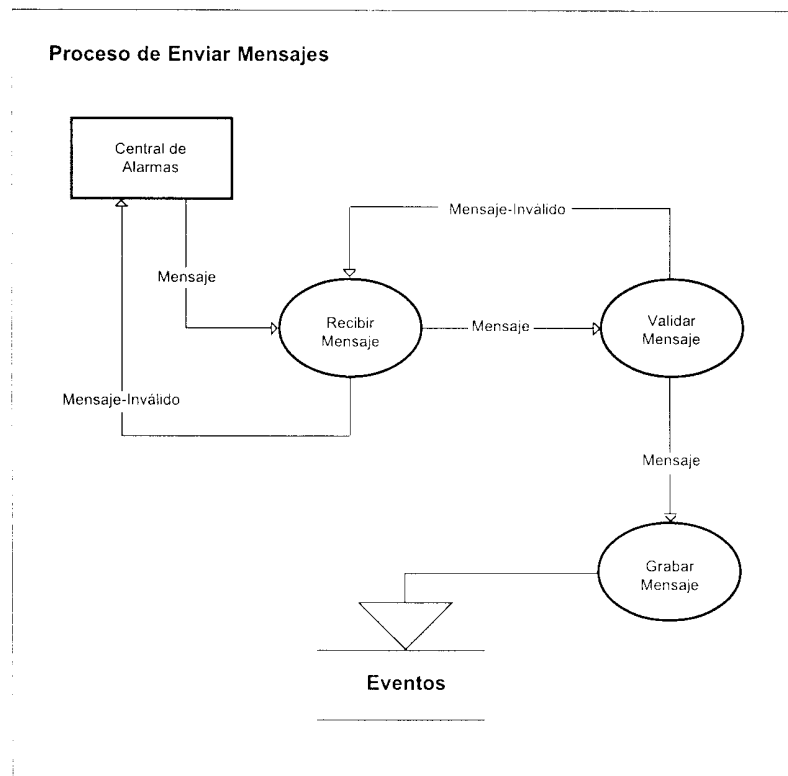 Proceso de Enviar Mensajes
Central de
Alarmas
Mensaje-Inválido
Mensaje
Recibir
Mensaje
Mensaje
Validar
Mensaje
Mensaje-Inválido
Mensaje
Grabar
Mensaje
Eventos